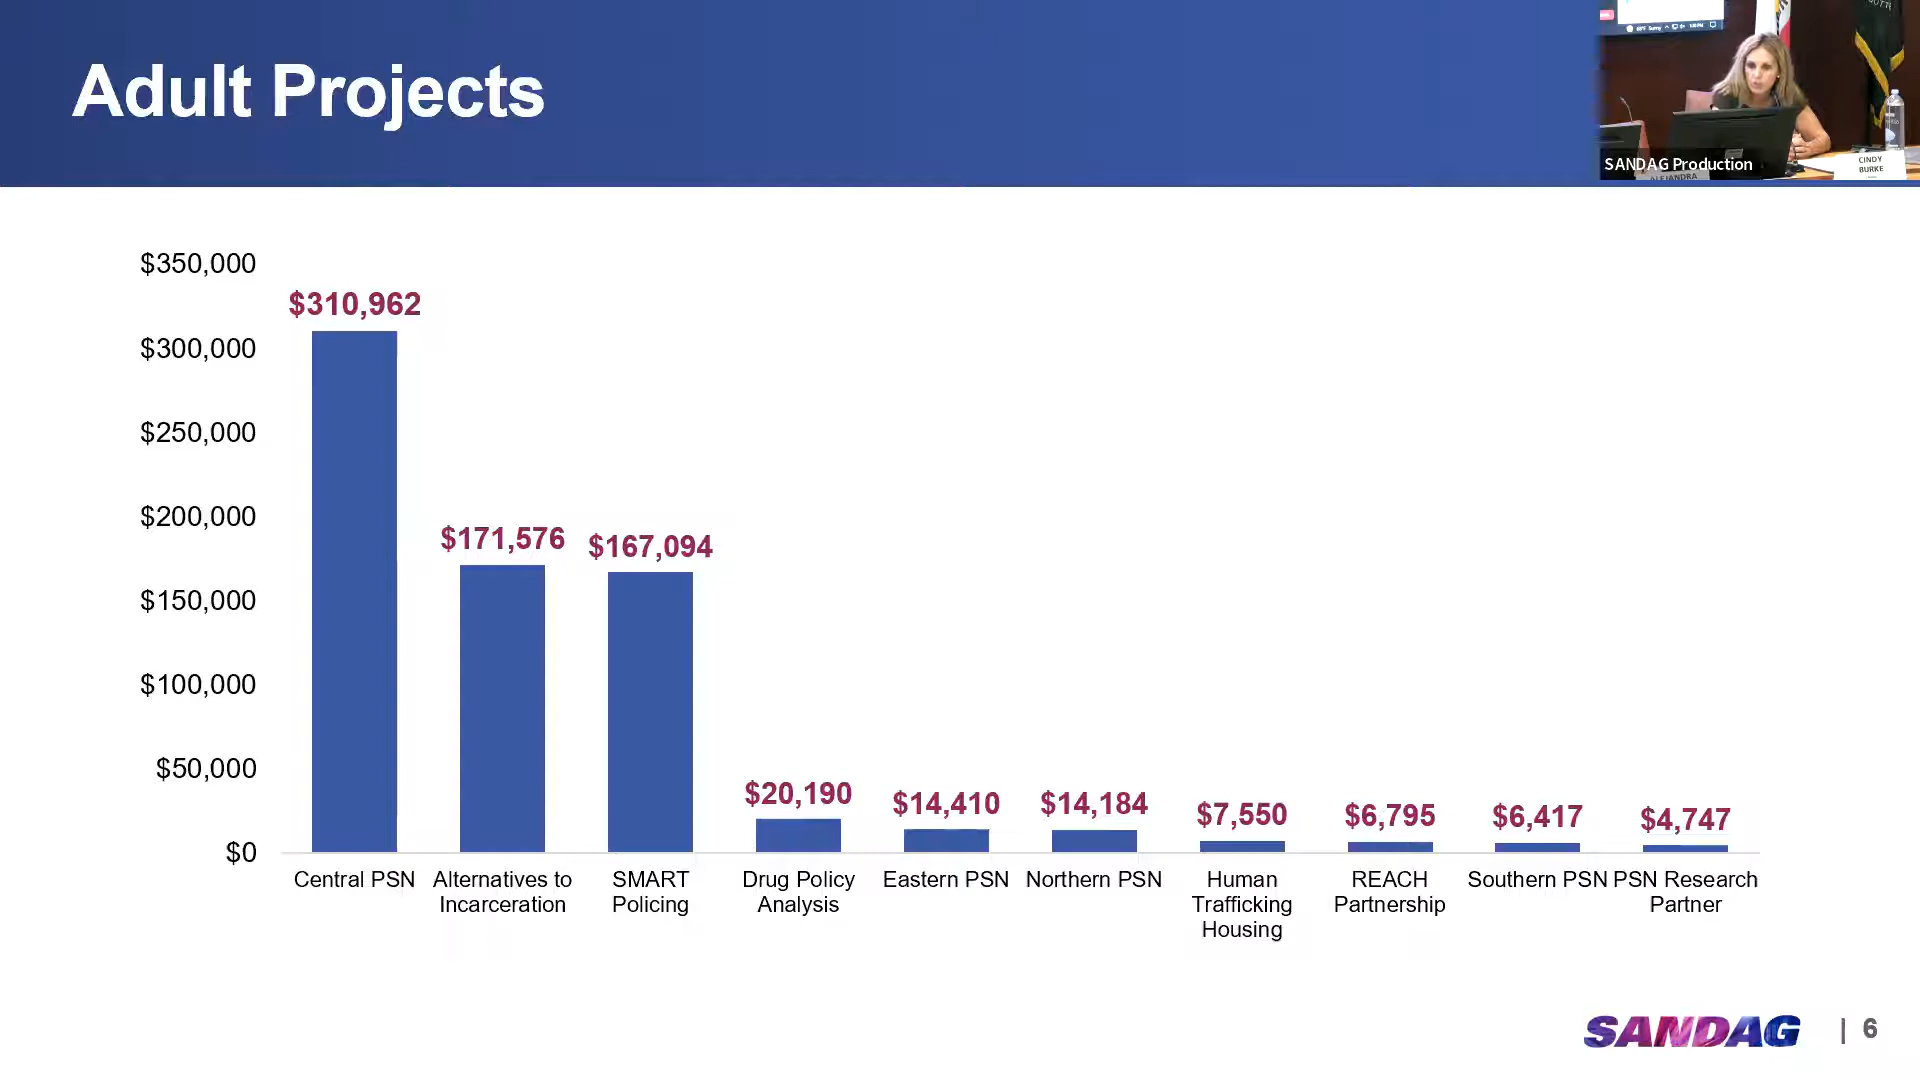 Adult Projects
SANDAG Production
CINDY
BURKE
$350,000
$300,000
$250,000
$200,000
$150,000
$100,000
$50,000
$0
$310,962
$171,576
$167,094
$20,190
$14,410
$14,184
$7,550
$6,795
$6,417
$4,747
Central PSN
Alternatives to
Incarceration
SMART
Policing
Drug Policy
Analysis
Eastern PSN
Northern PSN
Human
Trafficking
Housing
REACH
Partnership
Southern PSN
PSN Research
Partner
SANDAG
| 6